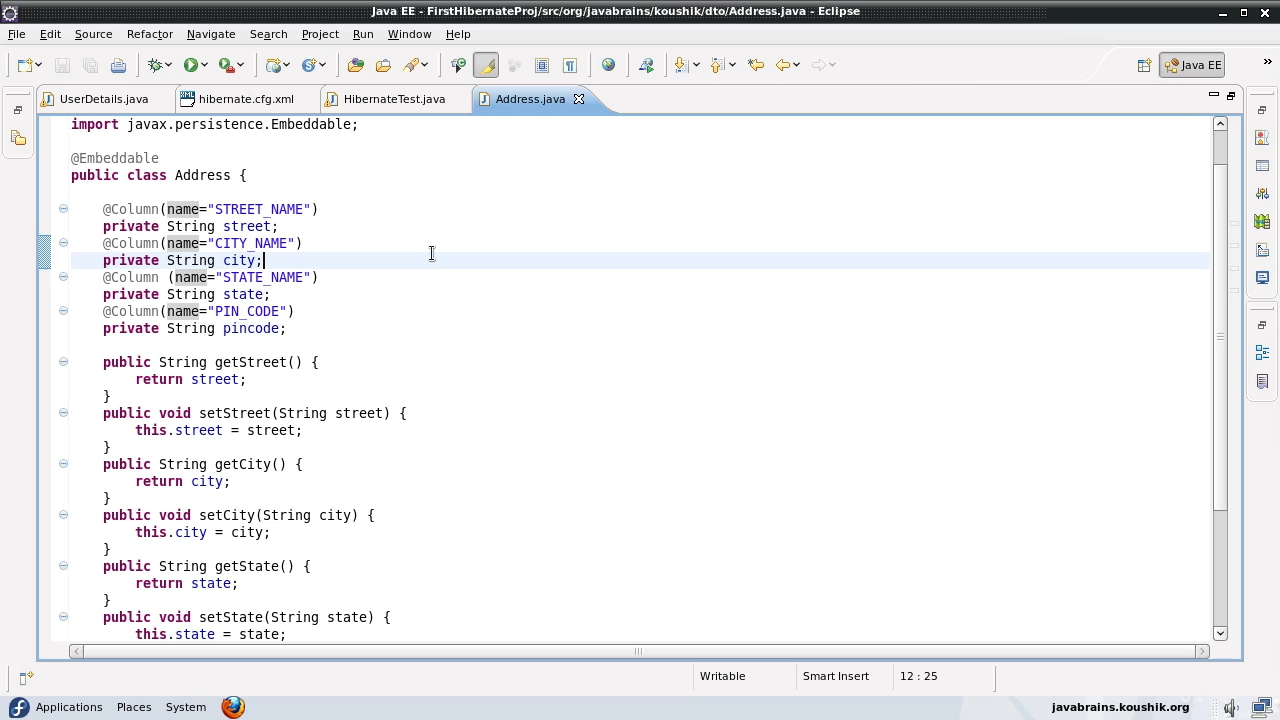 Java EE - FirstHibernateProj/src/org/javabrains/koushik/dto/Address.java - Eclipse
File Edit Source Refactor Navigate Search Project Run Window Help
Java EE
UserDetails.java hibernate.cfg.xml HibernateTest.java Address.java
import javax.persistence.Embeddable;
@Embeddable
public class Address {
@Column(name="STREET_NAME")
private String street;
@Column(name="CITY_NAME")
private String city;
@Column (name="STATE_NAME")
private String state;
@Column(name="PIN_CODE")
private String pincode;
public String getStreet() {
return street;
}
public void setStreet(String street) {
this.street = street;
}
public String getCity() {
return city;
}
public void setCity(String city) {
this.city = city;
}
public String getState() {
return state;
}
public void setState(String state) {
this.state = state;
Writable Smart Insert 12 : 25
Applications Places System javabrains.koushik.org